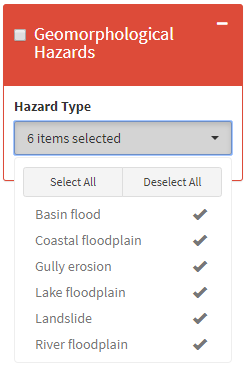 Geomorphological
Hazards
Hazard Type
6 items selected
Select All
Deselect All
Basin flood
Coastal floodplain
Gully erosion
Lake floodplain
Landslide
River floodplain